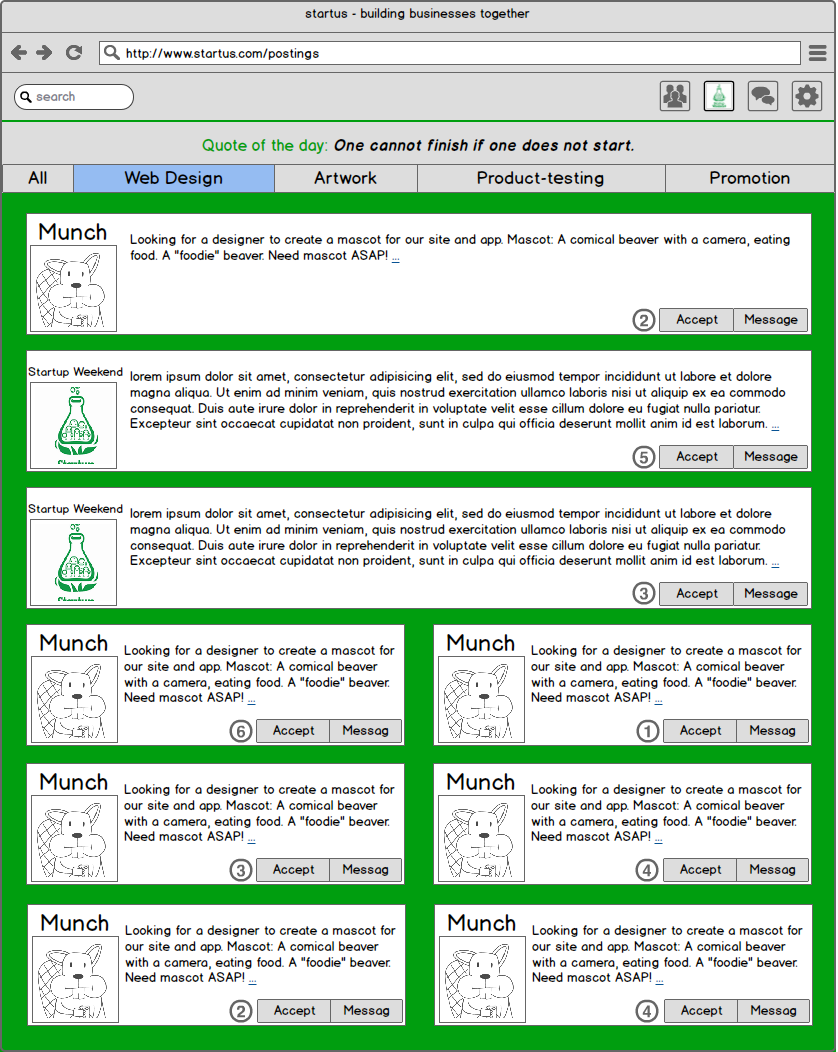 startus - building businesses together
http://www.startus.com/postings
search
Quote of the day: One cannot finish if one does not start.
All Web Design Artwork Product-testing Promotion
Munch
Looking for a designer to create a mascot for our site and app. Mascot: A comical beaver with a camera, eating
food. A "foodie" beaver. Need mascot ASAP! ...
2 Accept Message
Startup Weekend
lorem ipsum dolor sit amet, consectetur adipisicing elit, sed do eiusmod tempor incididunt ut labore et dolore
magna aliqua. Ut enim ad minim veniam, quis nostrud exercitation ullamco laboris nisi ut aliquip ex ea commodo
consequat. Duis aute irure dolor in reprehenderit in voluptate velit esse cillum dolore eu fugiat nulla pariatur.
Excepteur sint occaecat cupidatat non proident, sunt in culpa qui officia deserunt mollit anim id est laborum. ...
5 Accept Message
Startup Weekend
lorem ipsum dolor sit amet, consectetur adipisicing elit, sed do eiusmod tempor incididunt ut labore et dolore
magna aliqua. Ut enim ad minim veniam, quis nostrud exercitation ullamco laboris nisi ut aliquip ex ea commodo
consequat. Duis aute irure dolor in reprehenderit in voluptate velit esse cillum dolore eu fugiat nulla pariatur.
Excepteur sint occaecat cupidatat non proident, sunt in culpa qui officia deserunt mollit anim id est laborum. ...
3 Accept Message
Munch
Looking for a designer to create a mascot for
our site and app. Mascot: A comical beaver
with a camera, eating food. A "foodie" beaver.
Need mascot ASAP! ...
6 Accept Messag
Munch
Looking for a designer to create a mascot for
our site and app. Mascot: A comical beaver
with a camera, eating food. A "foodie" beaver.
Need mascot ASAP! ...
1 Accept Messag
Munch
Looking for a designer to create a mascot for
our site and app. Mascot: A comical beaver
with a camera, eating food. A "foodie" beaver.
Need mascot ASAP! ...
3 Accept Messag
Munch
Looking for a designer to create a mascot for
our site and app. Mascot: A comical beaver
with a camera, eating food. A "foodie" beaver.
Need mascot ASAP! ...
4 Accept Messag
Munch
Looking for a designer to create a mascot for
our site and app. Mascot: A comical beaver
with a camera, eating food. A "foodie" beaver.
Need mascot ASAP! ...
2 Accept Messag
Munch
Looking for a designer to create a mascot for
our site and app. Mascot: A comical beaver
with a camera, eating food. A "foodie" beaver.
Need mascot ASAP! ...
4 Accept Messag